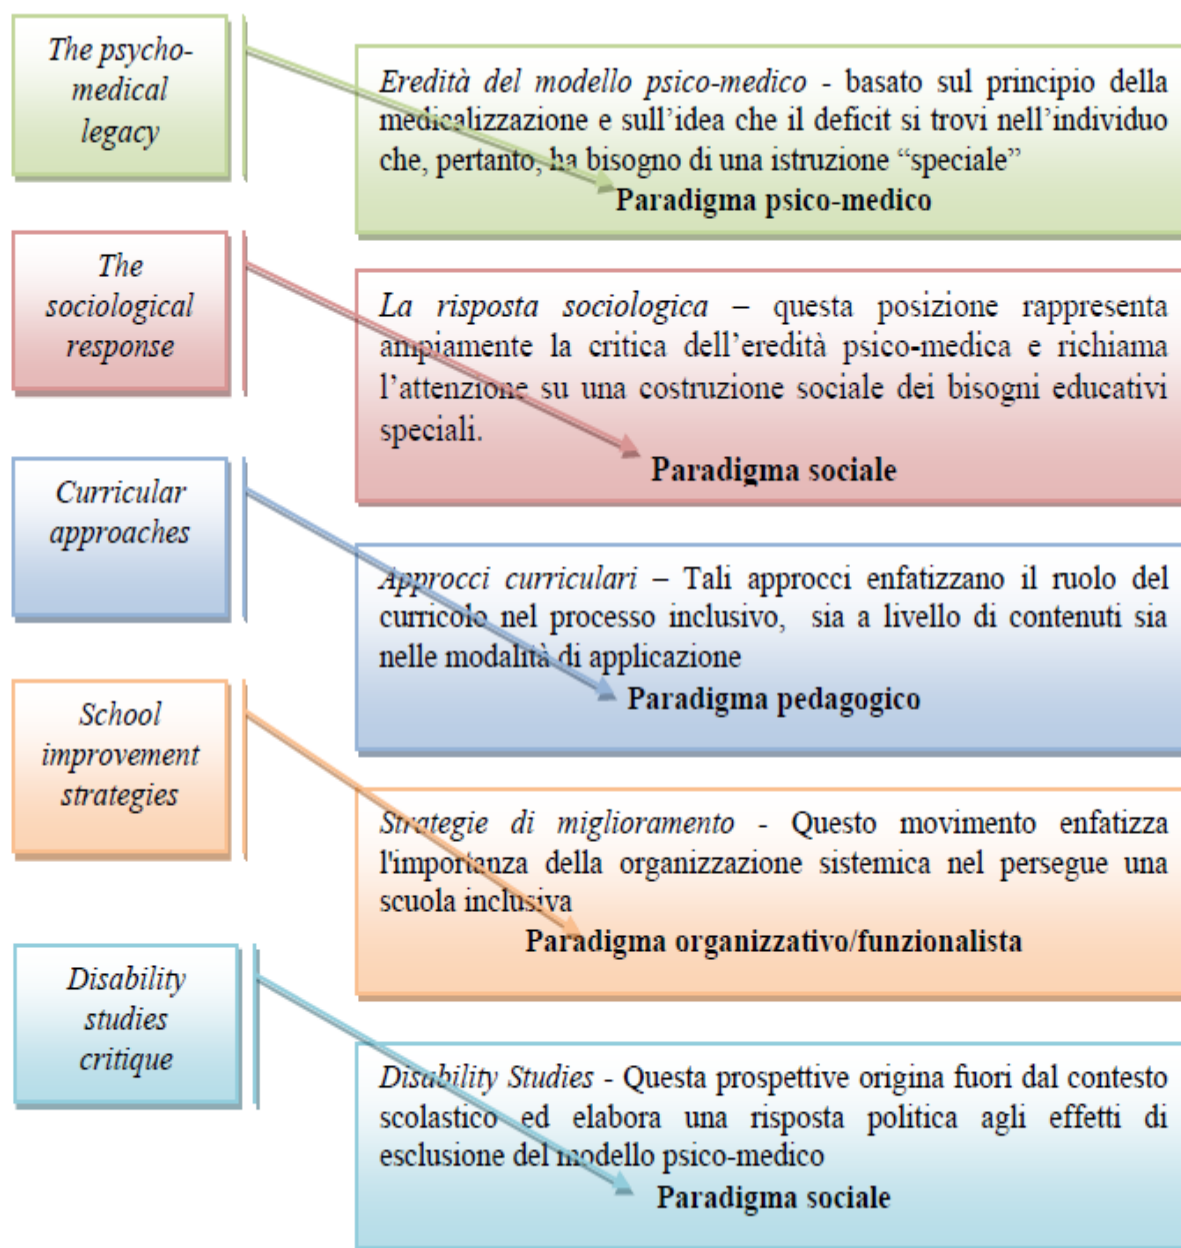 The psycho-
medical
legacy
Eredità del modello psico-medico - basato sul principio della
medicalizzazione e sull’idea che il deficit si trovi nell’individuo
che, pertanto, ha bisogno di una istruzione “speciale”
Paradigma psico-medico
The
sociological
response
La risposta sociologica – questa posizione rappresenta
ampiamente la critica dell’eredità psico-medica e richiama
l’attenzione su una costruzione sociale dei bisogni educativi
speciali.
Paradigma sociale
Curricular
approaches
Approcci curriculari – Tali approcci enfatizzano il ruolo del
curricolo nel processo inclusivo, sia a livello di contenuti sia
nelle modalità di applicazione
Paradigma pedagogico
School
improvement
strategies
Strategie di miglioramento - Questo movimento enfatizza
l'importanza della organizzazione sistemica nel persegue una
scuola inclusiva
Paradigma organizzativo/funzionalista
Disability
studies
critique
Disability Studies - Questa prospettive origina fuori dal contesto
scolastico ed elabora una risposta politica agli effetti di
esclusione del modello psico-medico
Paradigma sociale